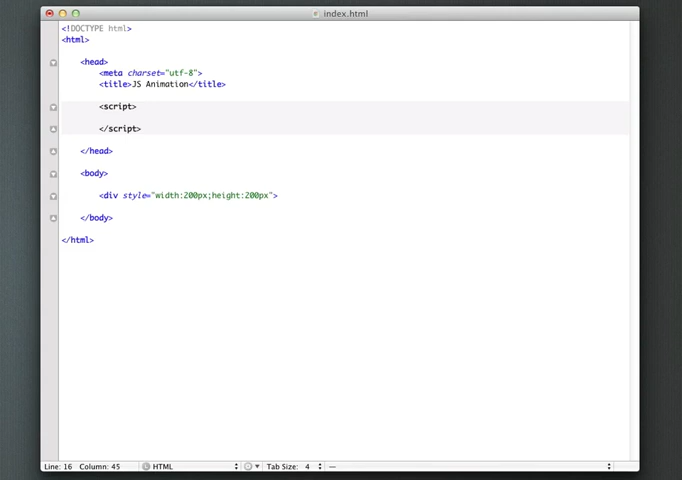 index.html
<!DOCTYPE html>
<html>
<head>
<meta charset="utf-8">
<title>JS Animation</title>
<script>
</script>
</head>
<body>
<div style="width:200px;height:200px">
</body>
</html>
Line: 16 Column: 45 HTML Tab Size: 4 —